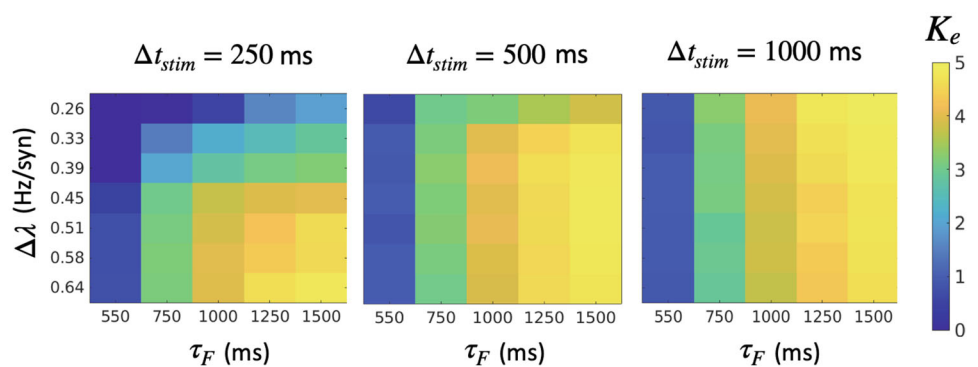 Δt_stim = 250 ms
Δt_stim = 500 ms
Δt_stim = 1000 ms
K_e
Δλ (Hz/syn)
0.26
0.33
0.39
0.45
0.51
0.58
0.64
550 750 1000 1250 1500
550 750 1000 1250 1500
550 750 1000 1250 1500
τ_F (ms)
τ_F (ms)
τ_F (ms)
5
4
3
2
1
0